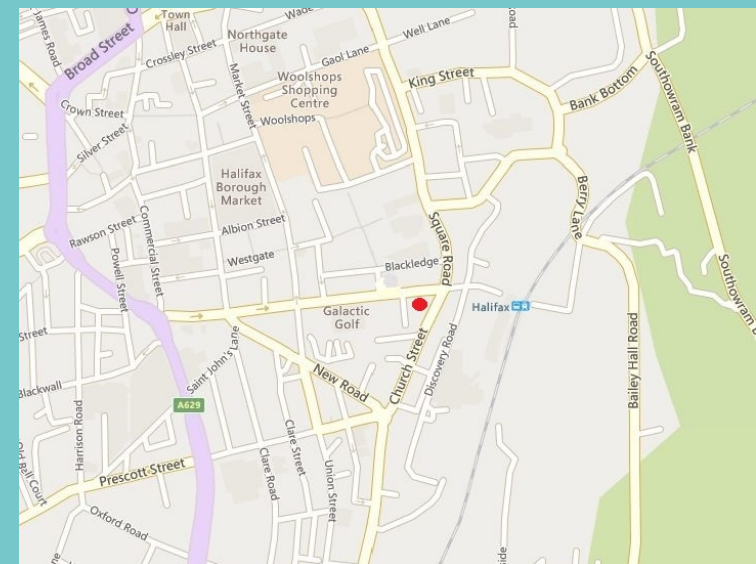 Town
Hall
Wade
James Road
Broad Street
Northgate
House
Gaol Lane
Well Lane
Crossley Street
Market Street
Woolshops
Shopping
Centre
King Street
Bank Bottom
Southowram Bank
Crown Street
Woolshops
Silver Street
Halifax
Borough
Market
Berry Lane
Commercial Street
Albion Street
Rawson Street
Square Road
Powell Street
Westgate
Blackledge
Southowram B
Galactic
Golf
Halifax
Street
Saint John's Lane
Church Street
Discovery Road
Bailey Hall Road
Blackwall
New Road
A629
Harrison Road
Clare Street
Old Bell Court
Prescott Street
Clare Road
Union Street
Oxford Road